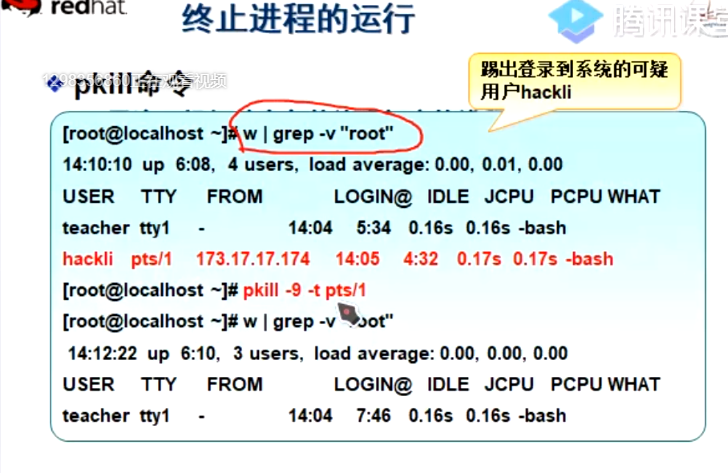 redhat.
终止进程的运行
腾讯课堂
pkill命令
踢出登录到系统的可疑
用户hackli
[root@localhost ~]# w | grep -v "root"
14:10:10 up 6:08, 4 users, load average: 0.00, 0.01, 0.00
USER TTY FROM LOGIN@ IDLE JCPU PCPU WHAT
teacher tty1 - 14:04 5:34 0.16s 0.16s -bash
hackli pts/1 173.17.17.174 14:05 4:32 0.17s 0.17s -bash
[root@localhost ~]# pkill -9 -t pts/1
[root@localhost ~]# w | grep -v "root"
14:12:22 up 6:10, 3 users, load average: 0.00, 0.00, 0.00
USER TTY FROM LOGIN@ IDLE JCPU PCPU WHAT
teacher tty1 - 14:04 7:46 0.16s 0.16s -bash